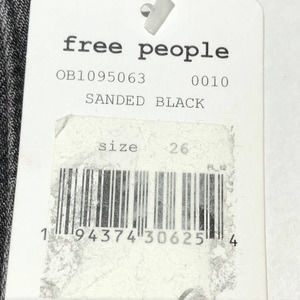 free people
OB1095063 0010
SANDED BLACK
size 26
1 94374 30625 4